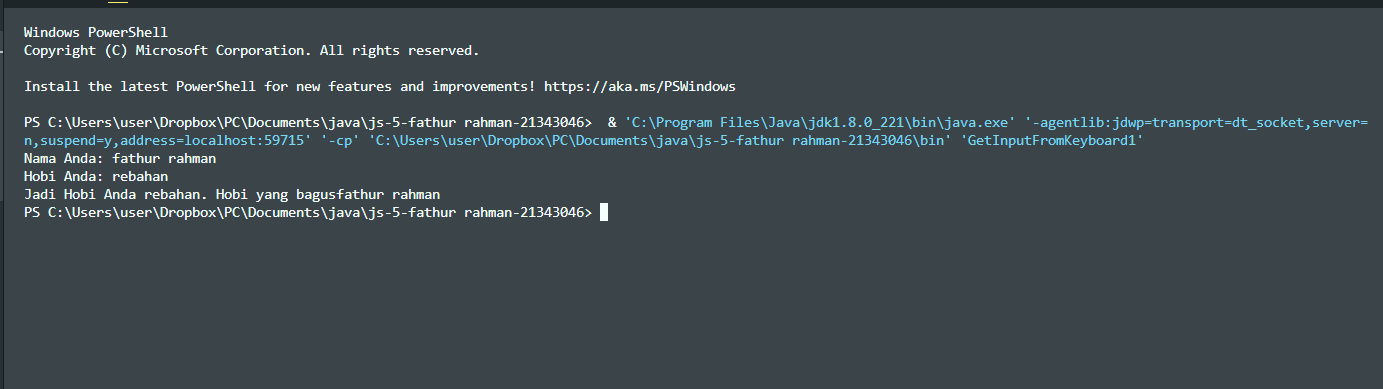 Windows PowerShell
Copyright (C) Microsoft Corporation. All rights reserved.
Install the latest PowerShell for new features and improvements! https://aka.ms/PSWindows
PS C:\Users\user\Dropbox\PC\Documents\java\js-5-fathur rahman-21343046>  & 'C:\Program Files\Java\jdk1.8.0_221\bin\java.exe' '-agentlib:jdwp=transport=dt_socket,server=
n,suspend=y,address=localhost:59715' '-cp' 'C:\Users\user\Dropbox\PC\Documents\java\js-5-fathur rahman-21343046\bin' 'GetInputFromKeyboard1'
Nama Anda: fathur rahman
Hobi Anda: rebahan
Jadi Hobi Anda rebahan. Hobi yang bagusfathur rahman
PS C:\Users\user\Dropbox\PC\Documents\java\js-5-fathur rahman-21343046>